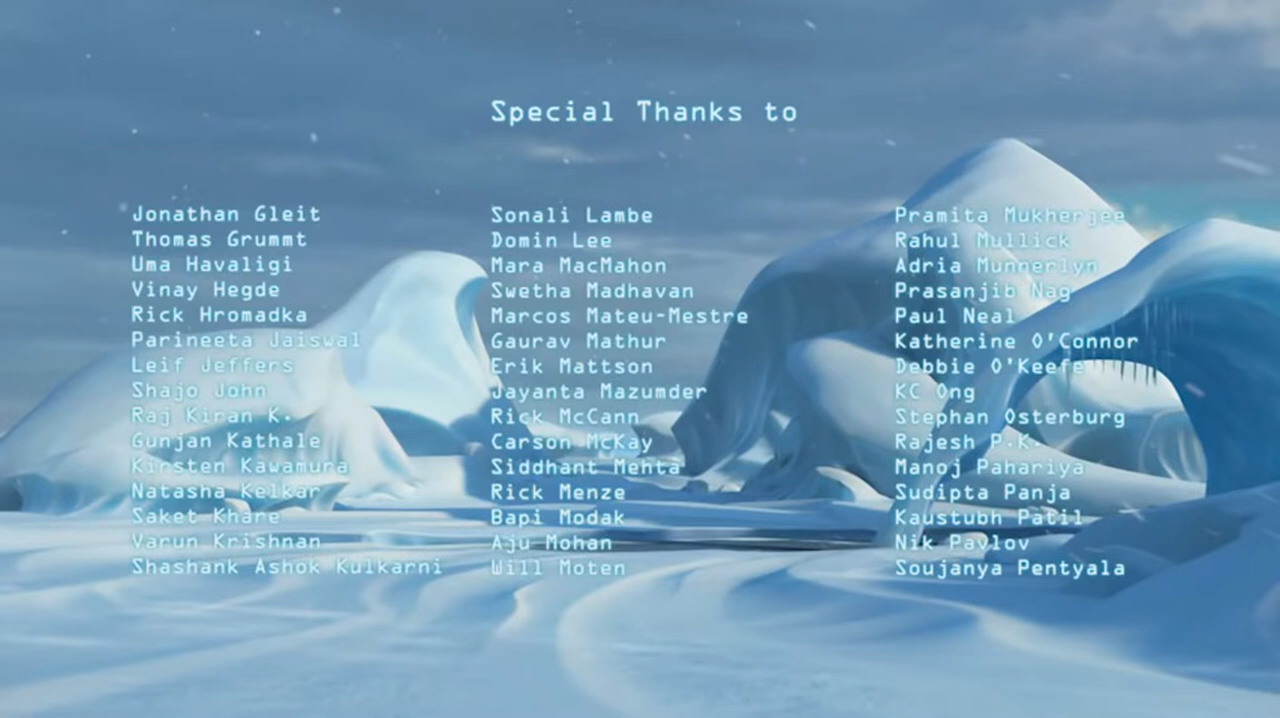 Special Thanks to
Jonathan Gleit
Thomas Grummt
Uma Havaligi
Vinay Hegde
Rick Hromadka
Parineeta Jaiswal
Leif Jeffers
Shajo John
Raj Kiran K.
Gunjan Kathale
Kirsten Kawamura
Natasha Kelkar
Saket Khare
Varun Krishnan
Shashank Ashok Kulkarni
Sonali Lambe
Domin Lee
Mara MacMahon
Swetha Madhavan
Marcos Mateu-Mestre
Gaurav Mathur
Erik Mattson
Jayanta Mazumder
Rick McCann
Carson McKay
Siddhant Mehta
Rick Menze
Bapi Modak
Aju Mohan
Will Moten
Pramita Mukherjee
Rahul Mullick
Adria Munnerlyn
Prasanjib Nag
Paul Neal
Katherine O'Connor
Debbie O'Keefe
KC Ong
Stephan Osterburg
Rajesh P.K.
Manoj Pahariya
Sudipta Panja
Kaustubh Patil
Nik Pavlov
Soujanya Pentyala